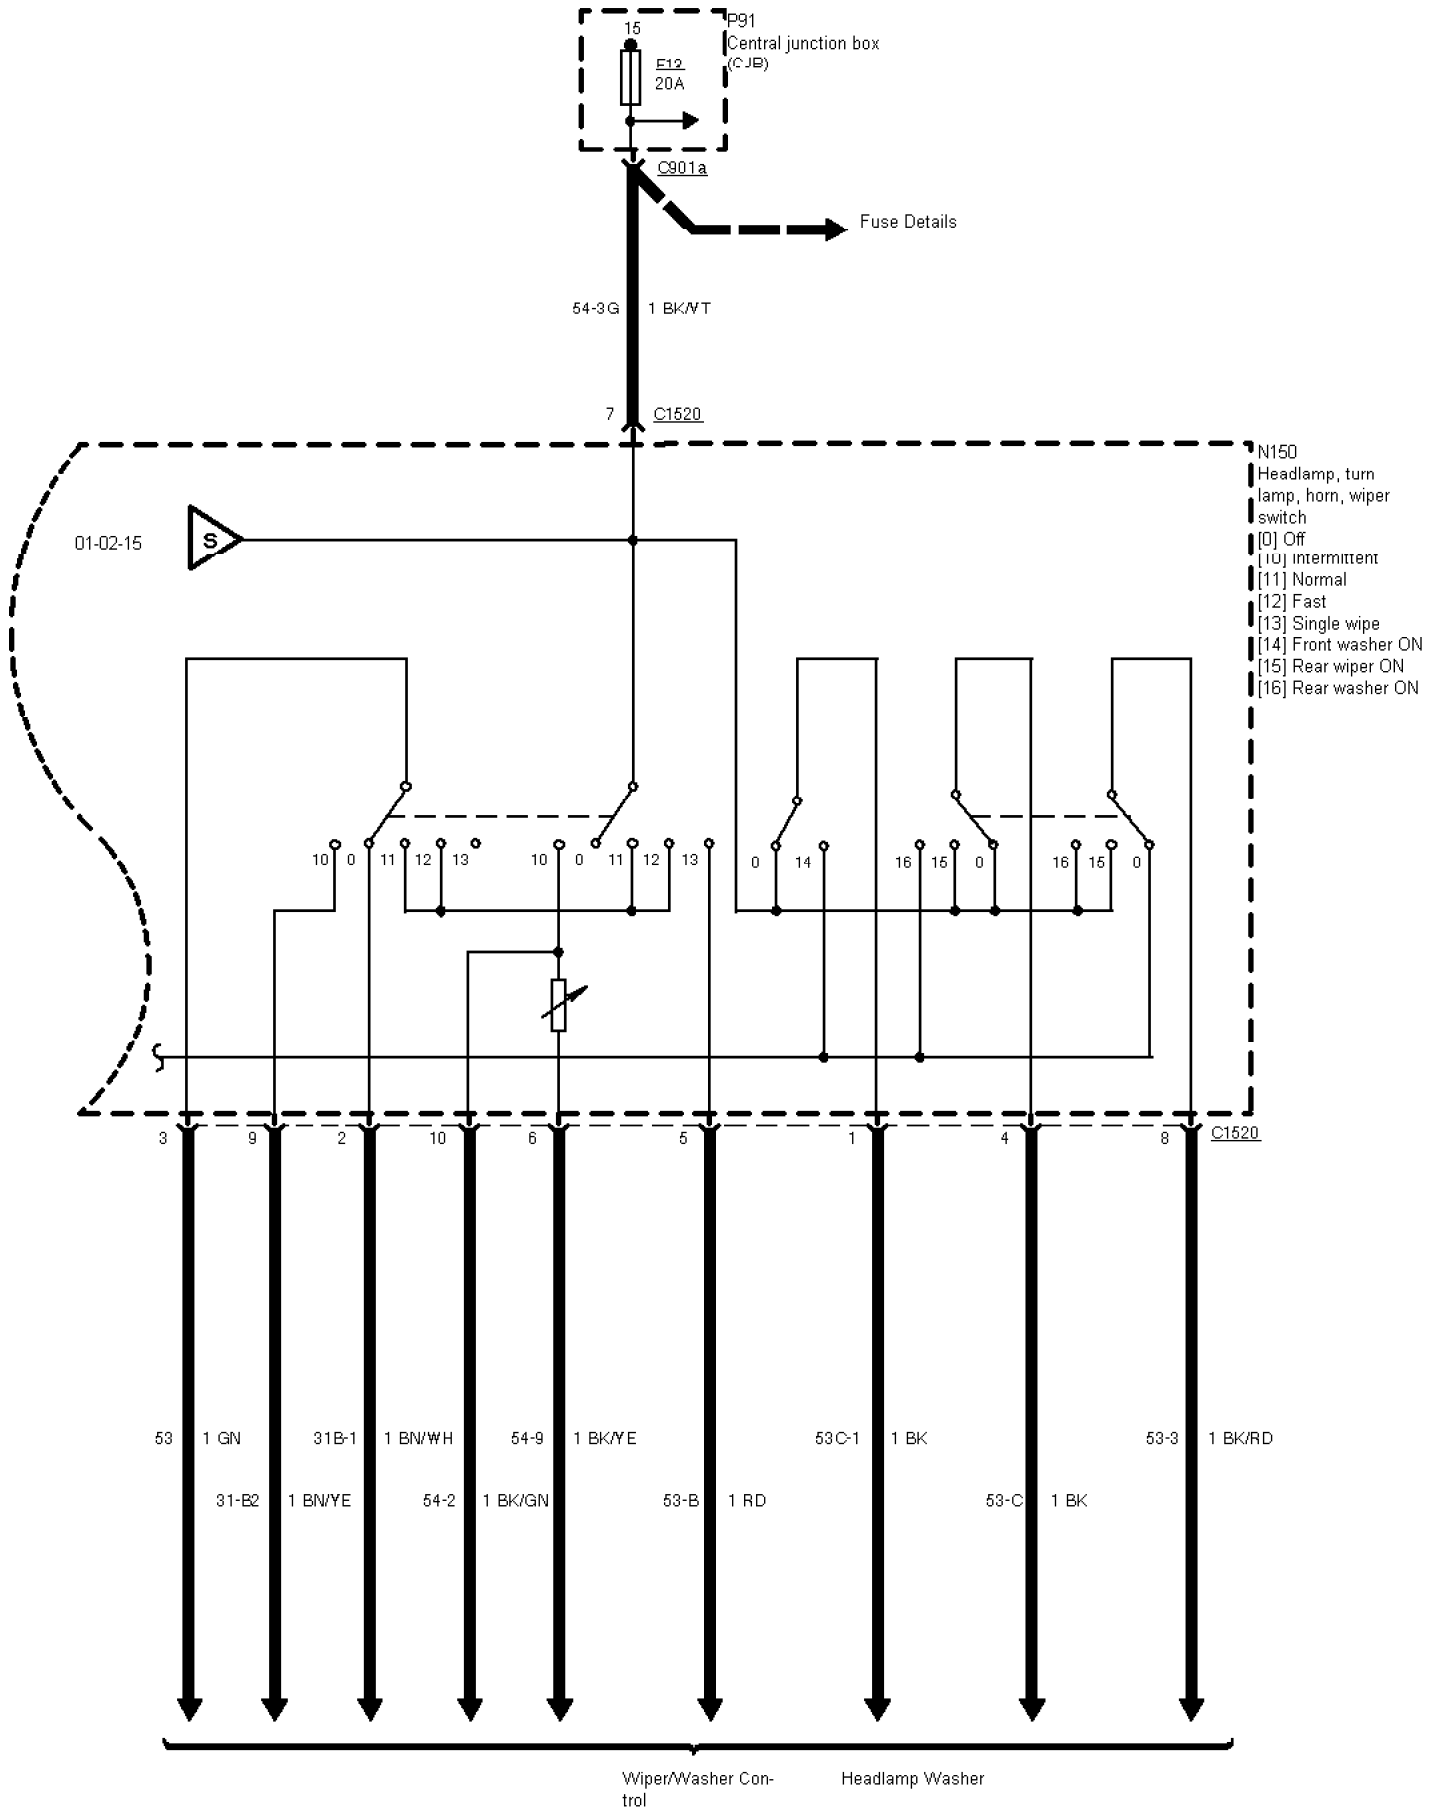 15
P91
Central junction box
(CJB)
F12
20A
C901a
Fuse Details
54-3G 1 BK/VT
7 C1520
N150
Headlamp, turn
lamp, horn, wiper
switch
[0] Off
[10] Intermittent
[11] Normal
[12] Fast
[13] Single wipe
[14] Front washer ON
[15] Rear wiper ON
[16] Rear washer ON
01-02-15 S
10 0 11 12 13 10 0 11 12 13 0 14 16 15 0 16 15 0
3 9 2 10 6 5 1 4 8 C1520
53 1 GN 31B-1 1 BN/WH 54-9 1 BK/YE 53C-1 1 BK 53-3 1 BK/RD
31-B2 1 BN/YE 54-2 1 BK/GN 53-B 1 RD 53-C 1 BK
Wiper/Washer Con- Headlamp Washer
trol